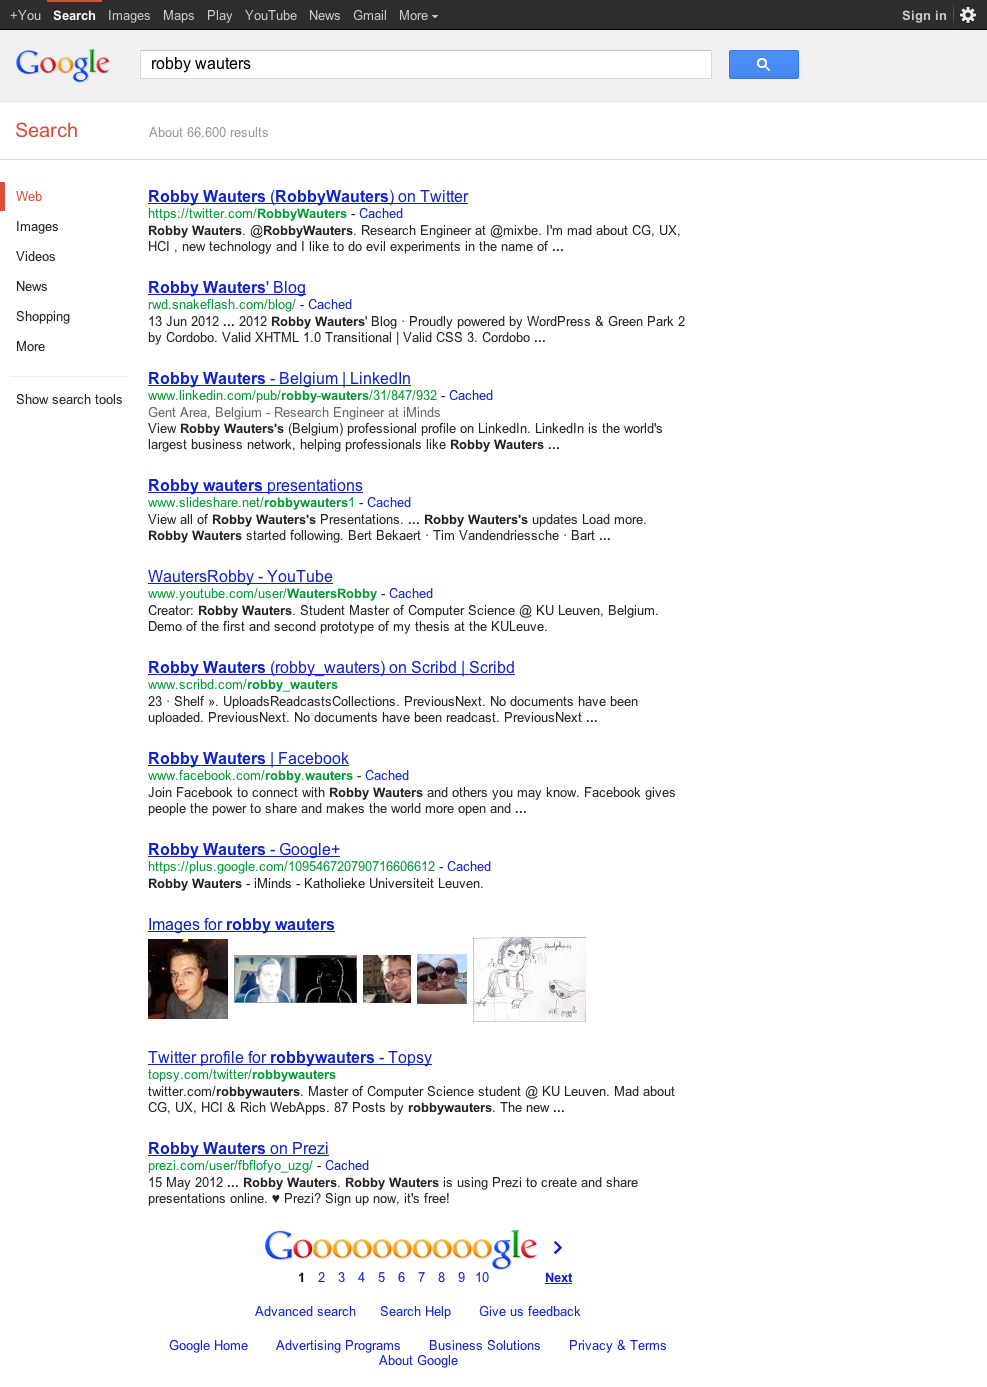 +You Search Images Maps Play YouTube News Gmail More Sign in
Google robby wauters
Search About 66,600 results
Web
Images
Videos
News
Shopping
More
Show search tools
Robby Wauters (RobbyWauters) on Twitter
https://twitter.com/RobbyWauters - Cached
Robby Wauters. @RobbyWauters. Research Engineer at @mixbe. I'm mad about CG, UX,
HCI , new technology and I like to do evil experiments in the name of ...
Robby Wauters' Blog
rwd.snakeflash.com/blog/ - Cached
13 Jun 2012 ... 2012 Robby Wauters' Blog · Proudly powered by WordPress & Green Park 2
by Cordobo. Valid XHTML 1.0 Transitional | Valid CSS 3. Cordobo ...
Robby Wauters - Belgium | LinkedIn
www.linkedin.com/pub/robby-wauters/31/847/932 - Cached
Gent Area, Belgium - Research Engineer at iMinds
View Robby Wauters's (Belgium) professional profile on LinkedIn. LinkedIn is the world's
largest business network, helping professionals like Robby Wauters ...
Robby wauters presentations
www.slideshare.net/robbywauters1 - Cached
View all of Robby Wauters's Presentations. ... Robby Wauters's updates Load more.
Robby Wauters started following. Bert Bekaert · Tim Vandendriessche · Bart ...
WautersRobby - YouTube
www.youtube.com/user/WautersRobby - Cached
Creator: Robby Wauters. Student Master of Computer Science @ KU Leuven, Belgium.
Demo of the first and second prototype of my thesis at the KULeuve.
Robby Wauters (robby_wauters) on Scribd | Scribd
www.scribd.com/robby_wauters
23 · Shelf ». UploadsReadcastsCollections. PreviousNext. No documents have been
uploaded. PreviousNext. No documents have been readcast. PreviousNext ...
Robby Wauters | Facebook
www.facebook.com/robby.wauters - Cached
Join Facebook to connect with Robby Wauters and others you may know. Facebook gives
people the power to share and makes the world more open and ...
Robby Wauters - Google+
https://plus.google.com/109546720790716606612 - Cached
Robby Wauters - iMinds - Katholieke Universiteit Leuven.
Images for robby wauters
Twitter profile for robbywauters - Topsy
topsy.com/twitter/robbywauters
twitter.com/robbywauters. Master of Computer Science student @ KU Leuven. Mad about
CG, UX, HCI & Rich WebApps. 87 Posts by robbywauters. The new ...
Robby Wauters on Prezi
prezi.com/user/fbflofyo_uzg/ - Cached
15 May 2012 ... Robby Wauters. Robby Wauters is using Prezi to create and share
presentations online. ♥ Prezi? Sign up now, it's free!
Goooooooooogle
1 2 3 4 5 6 7 8 9 10 Next
Advanced search Search Help Give us feedback
Google Home Advertising Programs Business Solutions Privacy & Terms
About Google